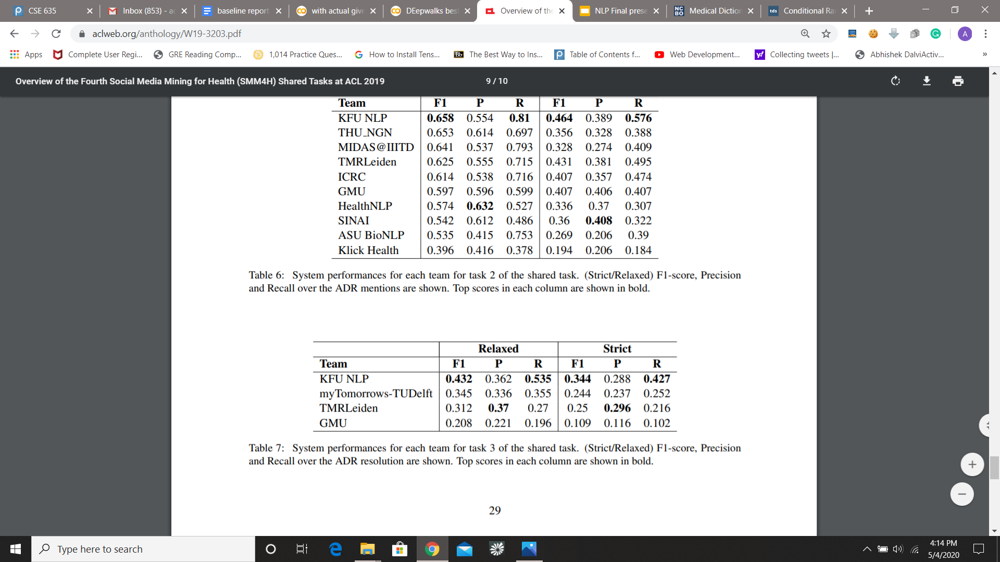 CSE 635
Inbox (853) - a
baseline report
with actual give
DEepwalks bes
Overview of the
NLP Final prese
NC BO Medical Diction
tds Conditional Ra
aclweb.org/anthology/W19-3203.pdf
A
Apps
Complete User Regi...
GRE Reading Comp...
1,014 Practice Ques...
How to Install Tens...
Bb The Best Way to Ins...
Table of Contents f...
Web Development...
Collecting tweets |...
Abhishek DalviActiv...
»
Overview of the Fourth Social Media Mining for Health (SMM4H) Shared Tasks at ACL 2019 9 / 10
Team F1 P R F1 P R
KFU NLP 0.658 0.554 0.81 0.464 0.389 0.576
THU_NGN 0.653 0.614 0.697 0.356 0.328 0.388
MIDAS@IIITD 0.641 0.537 0.793 0.328 0.274 0.409
TMRLeiden 0.625 0.555 0.715 0.431 0.381 0.495
ICRC 0.614 0.538 0.716 0.407 0.357 0.474
GMU 0.597 0.596 0.599 0.407 0.406 0.407
HealthNLP 0.574 0.632 0.527 0.336 0.37 0.307
SINAI 0.542 0.612 0.486 0.36 0.408 0.322
ASU BioNLP 0.535 0.415 0.753 0.269 0.206 0.39
Klick Health 0.396 0.416 0.378 0.194 0.206 0.184
Table 6: System performances for each team for task 2 of the shared task. (Strict/Relaxed) F1-score, Precision
and Recall over the ADR mentions are shown. Top scores in each column are shown in bold.
Relaxed Strict
Team F1 P R F1 P R
KFU NLP 0.432 0.362 0.535 0.344 0.288 0.427
myTomorrows-TUDelft 0.345 0.336 0.355 0.244 0.237 0.252
TMRLeiden 0.312 0.37 0.27 0.25 0.296 0.216
GMU 0.208 0.221 0.196 0.109 0.116 0.102
Table 7: System performances for each team for task 3 of the shared task. (Strict/Relaxed) F1-score, Precision
and Recall over the ADR resolution are shown. Top scores in each column are shown in bold.
29
Type here to search
4:14 PM
5/4/2020